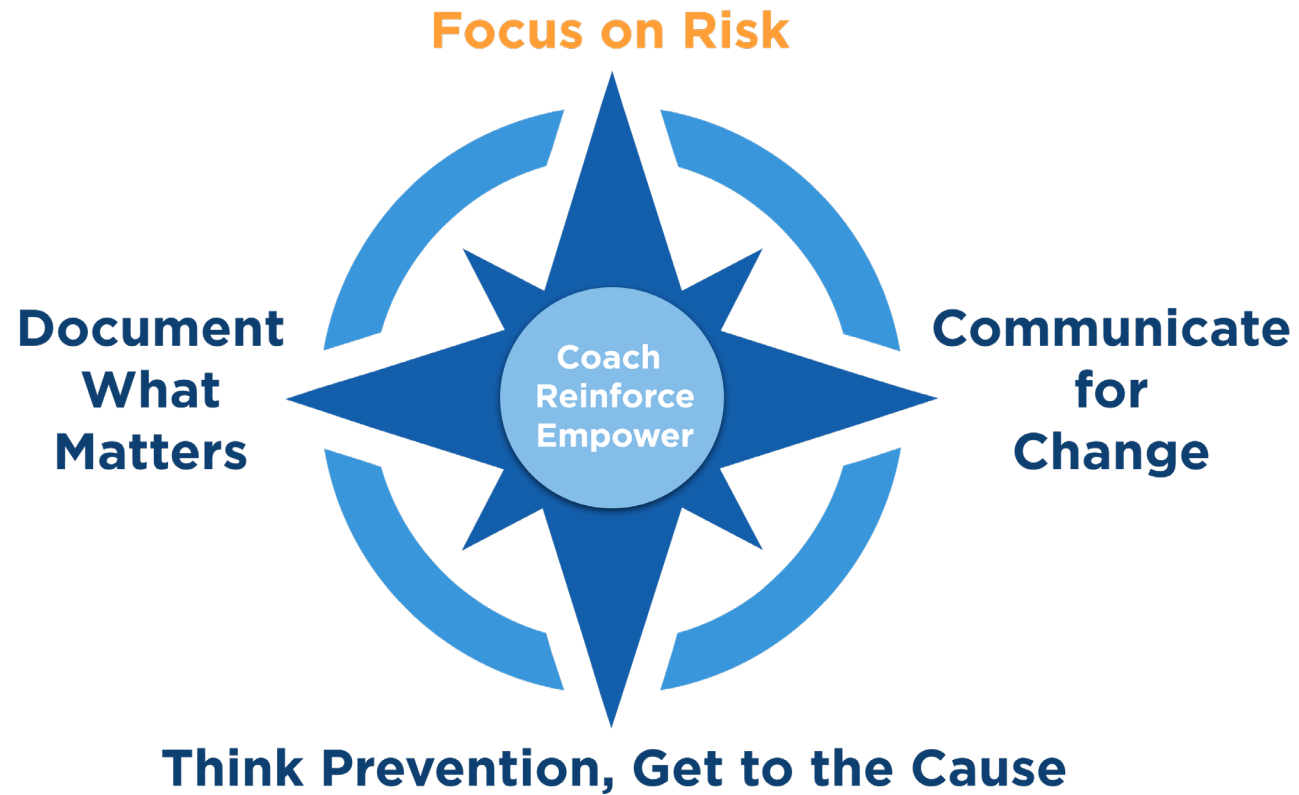 Focus on Risk
Document
What
Matters
Coach
Reinforce
Empower
Communicate
for
Change
Think Prevention, Get to the Cause